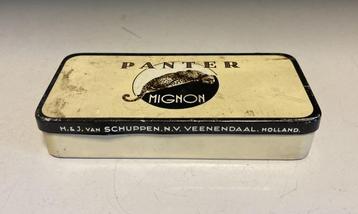 PANTER
MIGNON
H. & J. VAN SCHUPPEN. N.V. VEENENDAAL. HOLLAND.